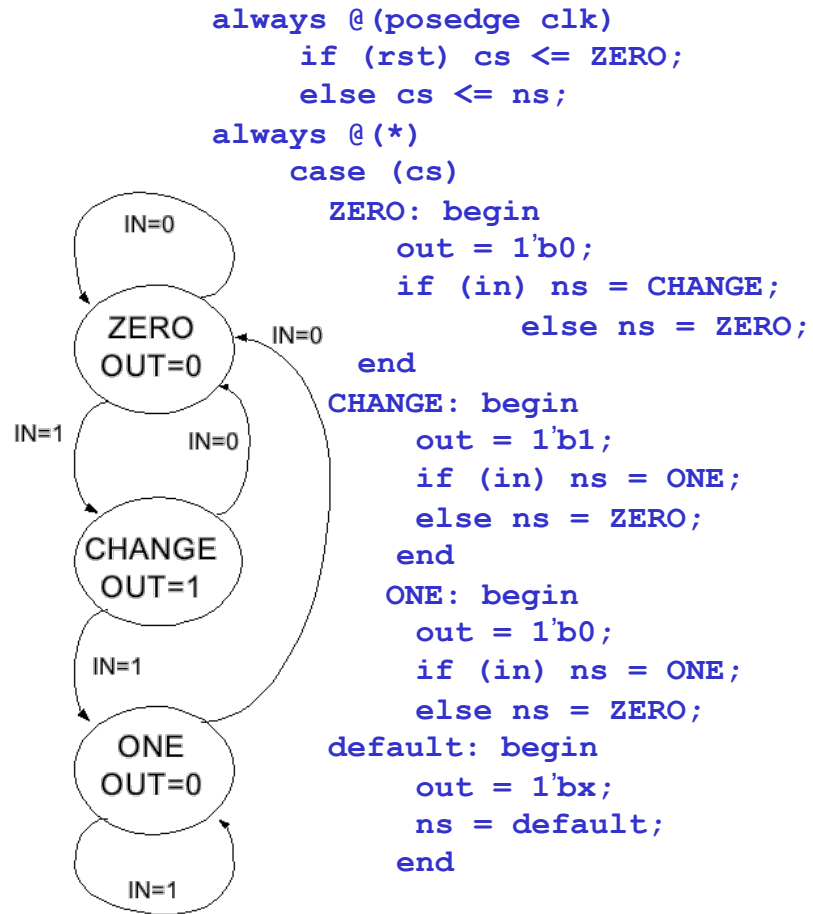 always @(posedge clk)
if (rst) cs <= ZERO;
else cs <= ns;
always @(*)
case (cs)
ZERO: begin
out = 1’b0;
if (in) ns = CHANGE;
else ns = ZERO;
end
CHANGE: begin
out = 1’b1;
if (in) ns = ONE;
else ns = ZERO;
end
ONE: begin
out = 1’b0;
if (in) ns = ONE;
else ns = ZERO;
default: begin
out = 1’bx;
ns = default;
end
IN=0
ZERO
OUT=0
IN=0
IN=1
IN=0
CHANGE
OUT=1
IN=1
ONE
OUT=0
IN=1